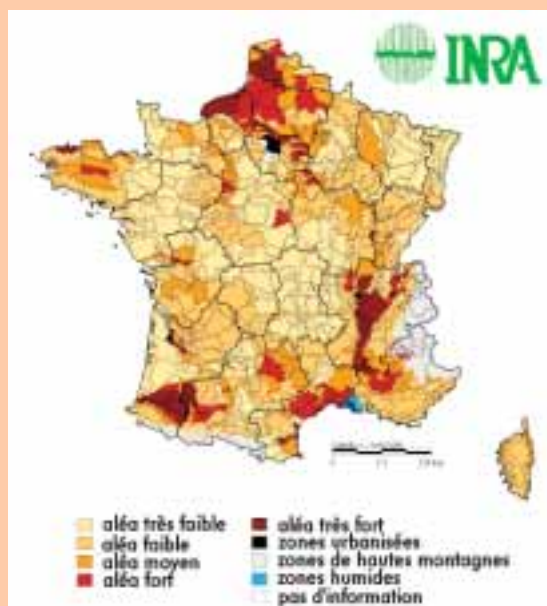 INRA
aléa très faible
aléa faible
aléa moyen
aléa fort
aléa très fort
zones urbanisées
zones de hautes montagnes
zones humides
pas d'information